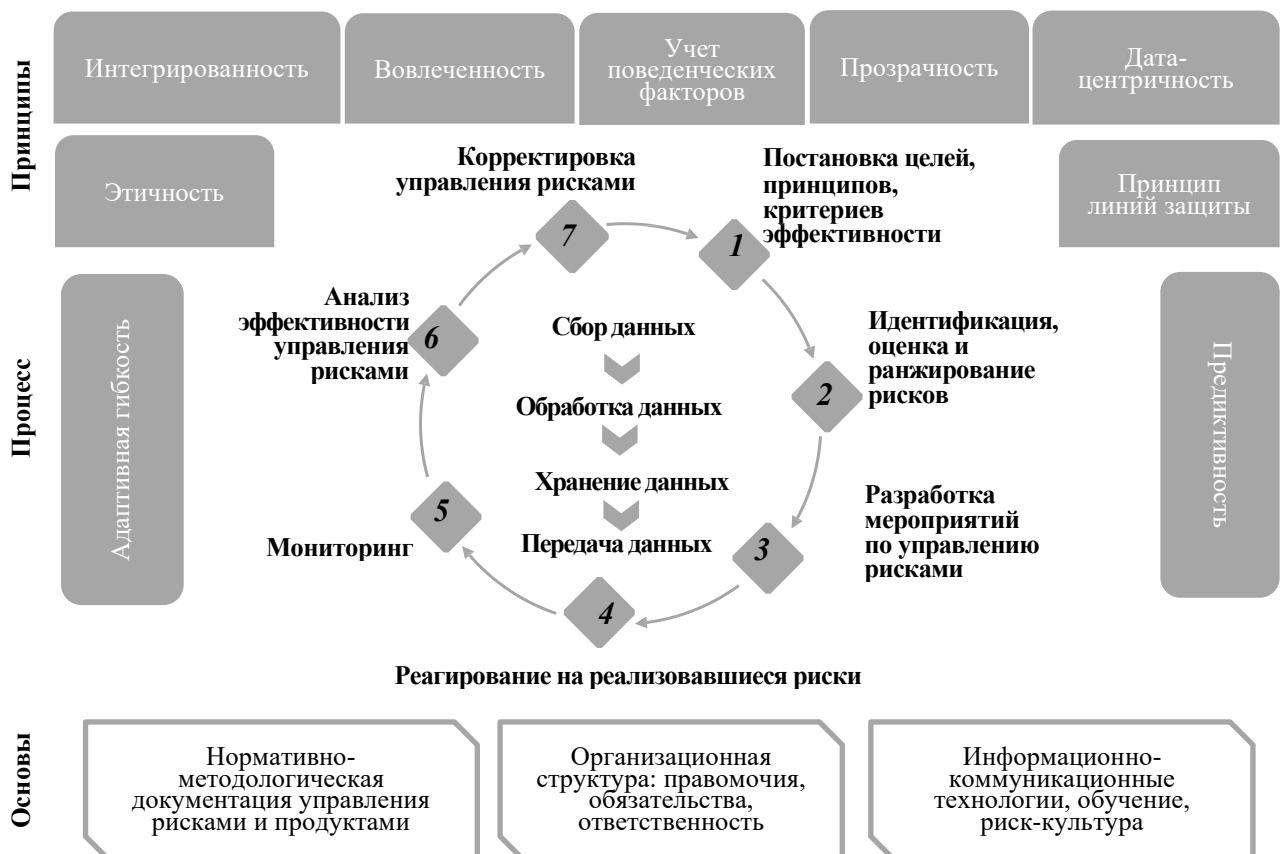 Принципы
Интегрированность
Вовлеченность
Учет
поведенческих
факторов
Прозрачность
Дата-
центричность
Этичность
Принцип
линий защиты
Процесс
Адаптивная гибкость
Предиктивность
Корректировка
управления рисками
7
Постановка целей,
принципов,
критериев
эффективности
1
Идентификация,
оценка и
ранжирование
рисков
2
Разработка
мероприятий
по управлению
рисками
3
4
Реагирование на реализовавшиеся риски
5
Мониторинг
Анализ
эффективности
управления
рисками
6
Сбор данных
Обработка данных
Хранение данных
Передача данных
Основы
Нормативно-
методологическая
документация управления
рисками и продуктами
Организационная
структура: правомочия,
обязательства,
ответственность
Информационно-
коммуникационные
технологии, обучение,
риск-культура